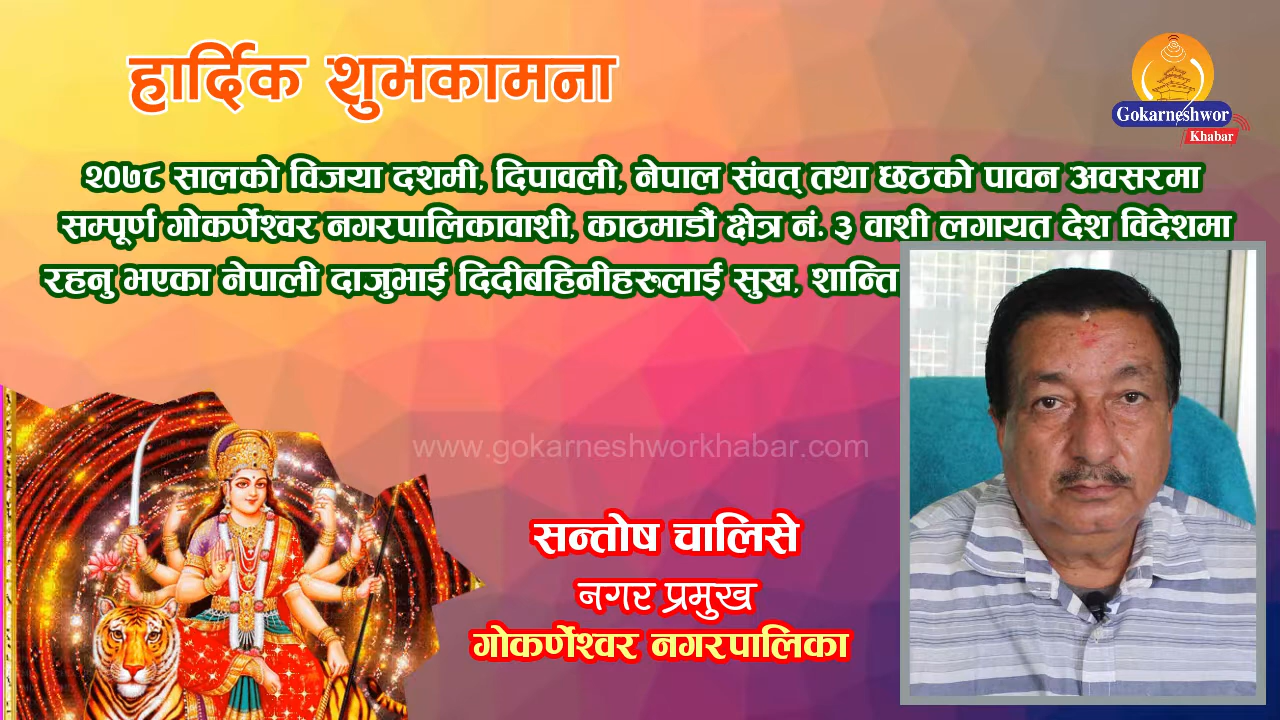 हार्दिक शुभकामना
Gokarneshwor
Khabar
२०७८ सालको विजया दशमी, दिपावली, नेपाल संवत् तथा छठको पावन अवसरमा
सम्पूर्ण गोकर्णेश्वर नगरपालिकावाशी, काठमाडौं क्षेत्र नं. ३ वाशी लगायत देश विदेशमा
रहनु भएका नेपाली दाजुभाई दिदीबहिनीहरुलाई सुख, शान्ति
www.gokarneshworkhabar.com
सन्तोष चालिसे
नगर प्रमुख
गोकर्णेश्वर नगरपालिका